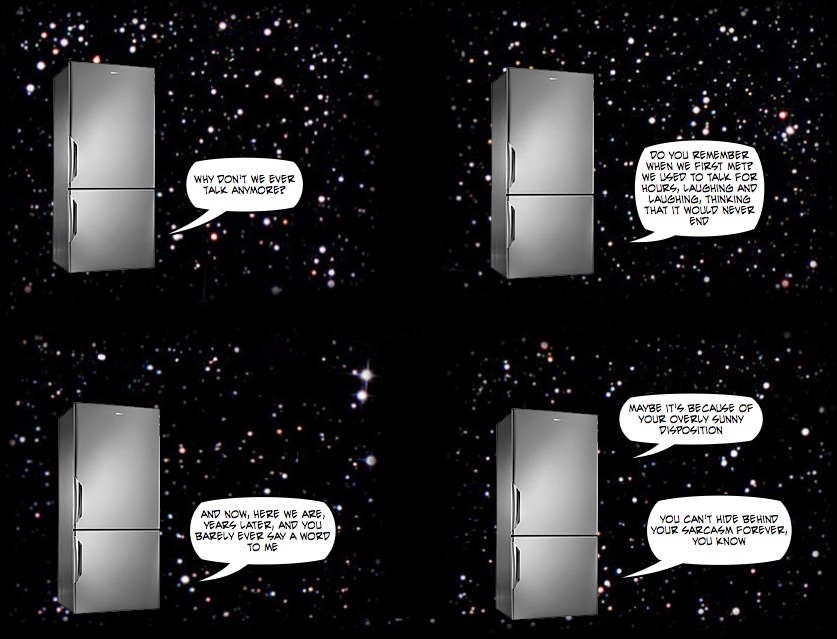 WHY DON'T WE EVER
TALK ANYMORE?
DO YOU REMEMBER
WHEN WE FIRST MET?
WE USED TO TALK FOR
HOURS, LAUGHING AND
LAUGHING, THINKING
THAT IT WOULD NEVER
END
AND NOW, HERE WE ARE,
YEARS LATER, AND YOU
BARELY EVER SAY A WORD
TO ME
MAYBE IT'S BECAUSE OF
YOUR OVERLY SUNNY
DISPOSITION
YOU CAN'T HIDE BEHIND
YOUR SARCASM FOREVER,
YOU KNOW